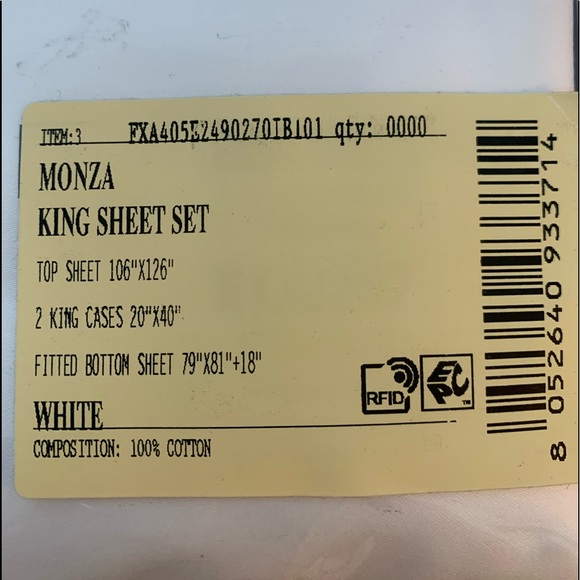 ITEM:3 FXA405E2490270IB101 qty: 0000
MONZA
KING SHEET SET
TOP SHEET 106"X126"
2 KING CASES 20"X40"
FITTED BOTTOM SHEET 79"X81"+18"
RFID EPC™
WHITE
COMPOSITION: 100% COTTON
8 052640 933714